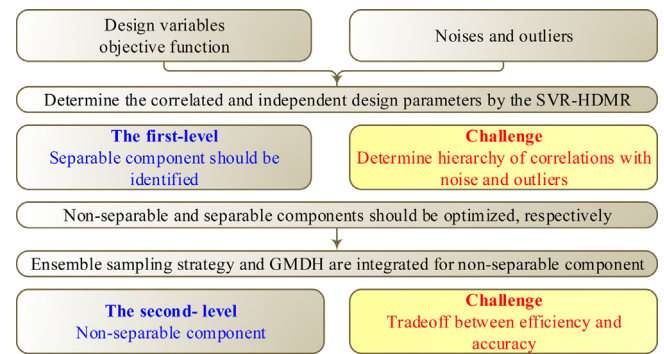 Design variables
objective function
Noises and outliers
Determine the correlated and independent design parameters by the SVR-HDMR
The first-level
Separable component should be
identified
Challenge
Determine hierarchy of correlations with
noise and outliers
Non-separable and separable components should be optimized, respectively
Ensemble sampling strategy and GMDH are integrated for non-separable component
The second- level
Non-separable component
Challenge
Tradeoff between efficiency and
accuracy